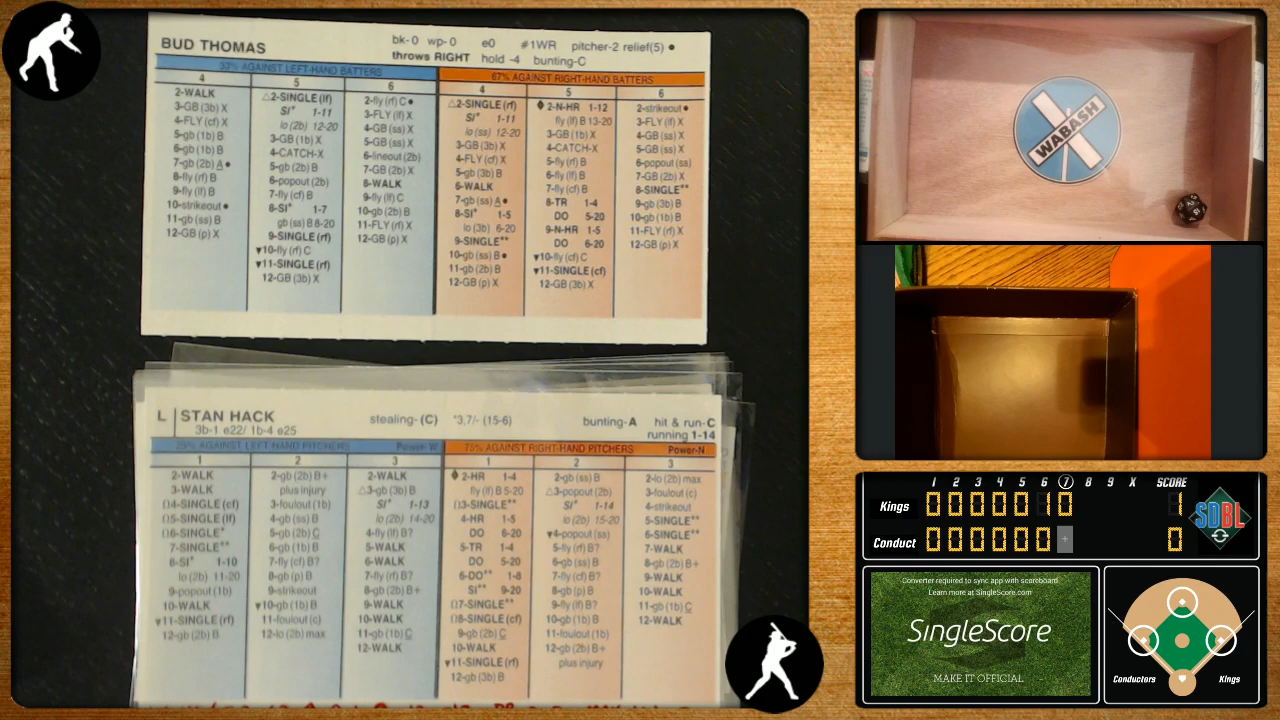 BUD THOMAS
bk- 0 wp- 0 e0 #1WR pitcher-2 relief(5) ●
throws RIGHT hold -4 bunting-C
33% AGAINST LEFT-HAND BATTERS
4
2-WALK
3-GB (3b) X
4-FLY (cf) X
5-gb (1b) B
6-gb (1b) B
7-gb (2b) A ●
8-fly (rf) B
9-fly (lf) B
10-strikeout ●
11-gb (ss) B
12-GB (p) X
5
△2-SINGLE (lf)
SI* 1-11
lo (2b) 12-20
3-GB (1b) X
4-CATCH-X
5-gb (2b) B
6-popout (2b)
7-fly (cf) B
8-SI* 1-7
gb (ss) B 8-20
9-SINGLE (rf)
▼10-fly (rf) C
▼11-SINGLE (rf)
12-GB (3b) X
6
2-fly (rf) C ●
3-FLY (lf) X
4-GB (ss) X
5-GB (ss) X
6-lineout (2b)
7-GB (2b) X
8-WALK
9-fly (lf) C
10-gb (2b) B
11-FLY (rf) X
12-GB (p) X
67% AGAINST RIGHT-HAND BATTERS
4
△2-SINGLE (rf)
SI* 1-11
lo (ss) 12-20
3-GB (3b) X
4-FLY (cf) X
5-gb (3b) B
6-WALK
7-gb (ss) A ●
8-SI* 1-5
lo (3b) 6-20
9-SINGLE**
10-gb (ss) B ●
11-gb (2b) B
12-GB (p) X
5
♦ 2-N-HR 1-12
fly (lf) B 13-20
3-GB (1b) X
4-CATCH-X
5-fly (rf) B
6-fly (lf) B
7-fly (cf) B
8-TR 1-4
DO 5-20
9-N-HR 1-5
DO 6-20
▼10-fly (cf) C
▼11-SINGLE (cf)
12-GB (3b) X
6
2-strikeout ●
3-FLY (lf) X
4-GB (ss) X
5-GB (ss) X
6-popout (ss)
7-GB (2b) X
8-SINGLE**
9-gb (3b) B
10-gb (1b) B
11-FLY (rf) X
12-GB (p) X
L STAN HACK stealing- (C) *3,7/- (15-6) bunting-A hit & run-C
3b-1 e22/ 1b-4 e25 running 1-14
25% AGAINST LEFT-HAND PITCHERS Power-W
1
2-WALK
3-WALK
4-SINGLE (cf)
5-SINGLE (lf)
6-SINGLE*
7-SINGLE**
8-SI* 1-10
lo (2b) 11-20
9-popout (1b)
10-WALK
▼11-SINGLE (rf)
12-gb (2b) B
2
2-gb (2b) B+
plus injury
3-foulout (1b)
4-gb (ss) B
5-gb (2b) C
6-gb (1b) B
7-fly (cf) B?
8-gb (p) B
9-strikeout
▼10-gb (1b) B
11-foulout (c)
12-lo (2b) max
3
2-WALK
△3-gb (3b) B
SI* 1-13
lo (2b) 14-20
4-fly (lf) B?
5-WALK
6-WALK
7-fly (rf) B?
8-gb (2b) B+
9-WALK
10-WALK
11-gb (1b) C
12-WALK
75% AGAINST RIGHT-HAND PITCHERS Power-N
1
♦ 2-HR 1-4
fly (lf) B 5-20
3-SINGLE**
4-HR 1-5
DO 6-20
5-TR 1-4
DO 5-20
6-DO** 1-8
SI** 9-20
7-SINGLE**
8-SINGLE (cf)
9-gb (2b) C
10-WALK
▼11-SINGLE (rf)
12-gb (3b) B
2
2-gb (ss) B
△3-popout (2b)
SI* 1-14
lo (2b) 15-20
▼4-popout (ss)
5-fly (rf) B?
6-gb (ss) B
7-fly (cf) B?
8-gb (p) B
9-fly (lf) B?
10-gb (1b) B
11-foulout (1b)
12-gb (2b) B+
plus injury
3
2-lo (2b) max
3-foulout (c)
4-strikeout
5-SINGLE**
6-SINGLE**
7-WALK
8-gb (2b) B+
9-WALK
10-WALK
11-gb (1b) C
12-WALK
WABASH
1 2 3 4 5 6 7 8 9 X SCORE
Kings 0 0 0 0 0 1 0 1
Conduct 0 0 0 0 0 0 + 0
SDBL
Converter required to sync app with scoreboard
Learn more at SingleScore.com
SINGLESCORE
MAKE IT OFFICIAL
Conductors Kings